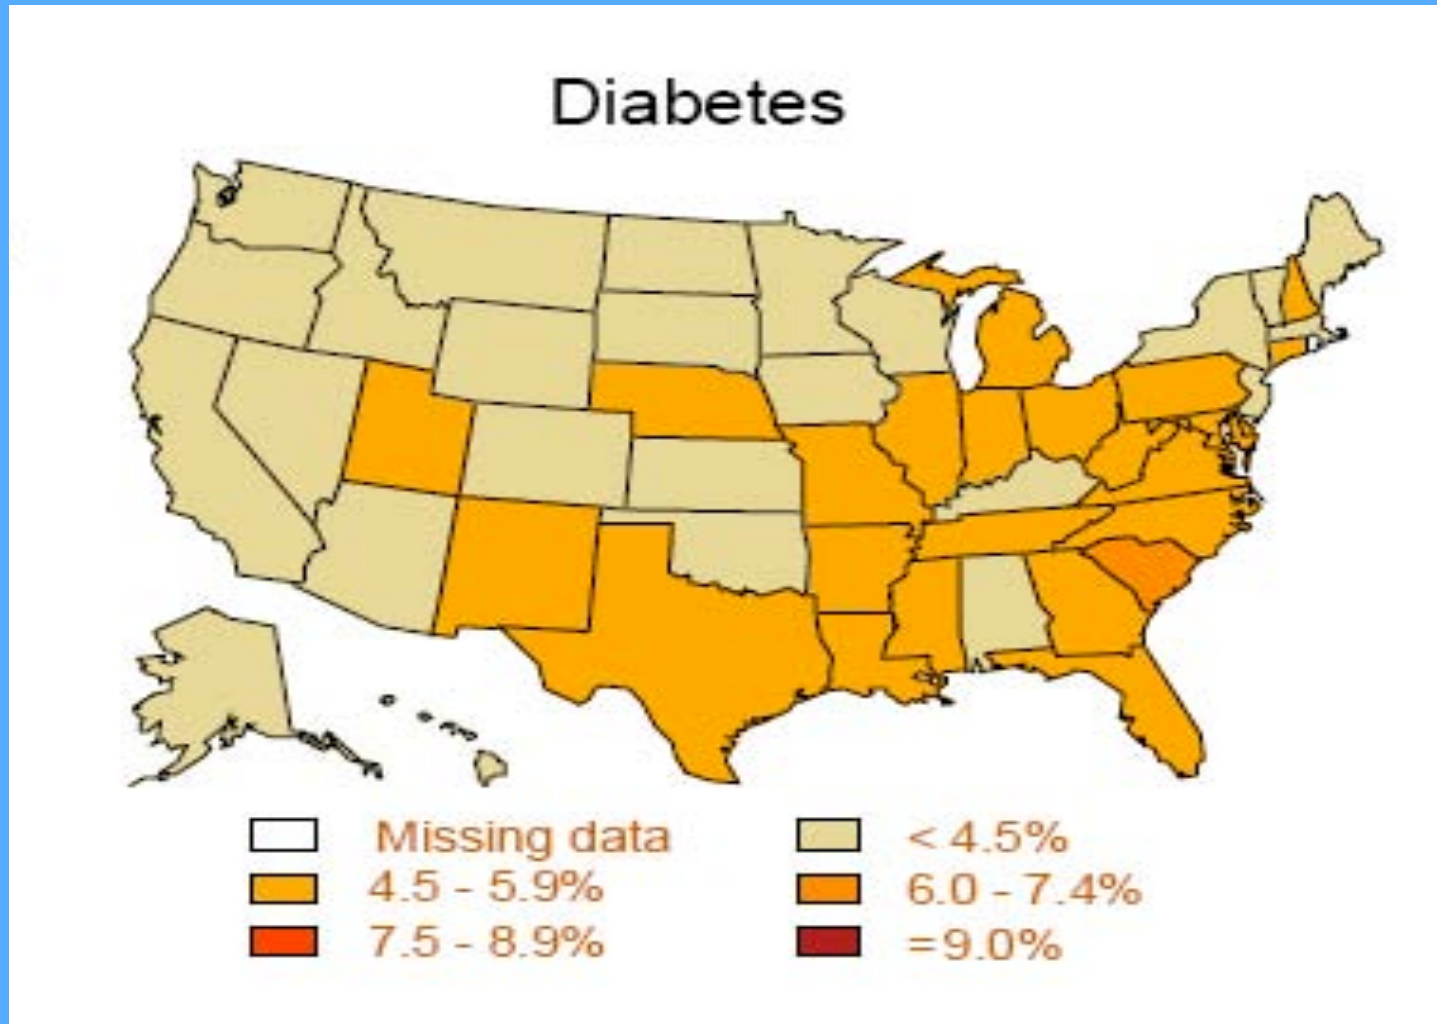 Diabetes
Missing data
< 4.5%
4.5 - 5.9%
6.0 - 7.4%
7.5 - 8.9%
=9.0%